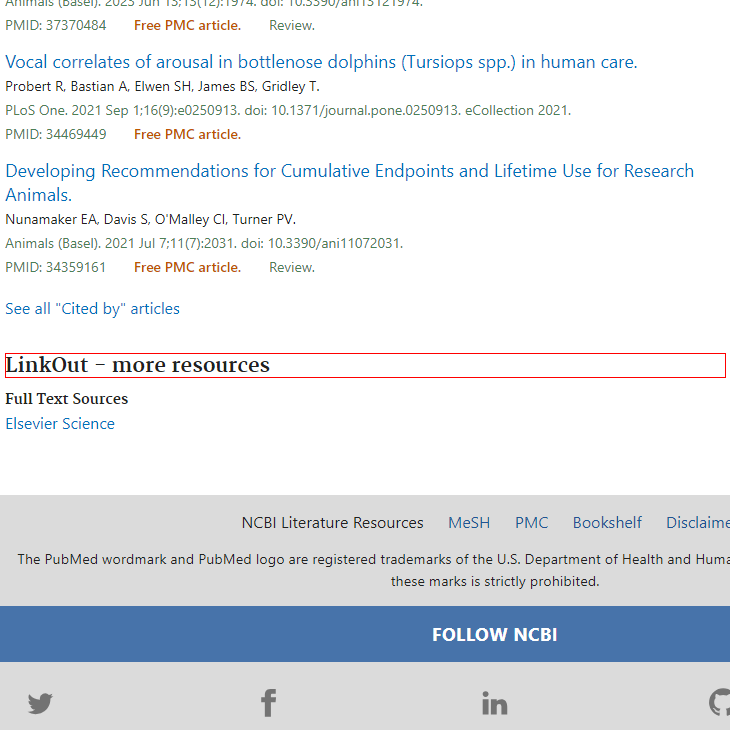 Animals (Basel). 2023 Jun 13;13(12):1974. doi: 10.3390/ani13121974.
PMID: 37370484 Free PMC article. Review.
Vocal correlates of arousal in bottlenose dolphins (Tursiops spp.) in human care.
Probert R, Bastian A, Elwen SH, James BS, Gridley T.
PLoS One. 2021 Sep 1;16(9):e0250913. doi: 10.1371/journal.pone.0250913. eCollection 2021.
PMID: 34469449 Free PMC article.
Developing Recommendations for Cumulative Endpoints and Lifetime Use for Research
Animals.
Nunamaker EA, Davis S, O'Malley CI, Turner PV.
Animals (Basel). 2021 Jul 7;11(7):2031. doi: 10.3390/ani11072031.
PMID: 34359161 Free PMC article. Review.
See all "Cited by" articles
LinkOut – more resources
Full Text Sources
Elsevier Science
NCBI Literature Resources MeSH PMC Bookshelf Disclaime
The PubMed wordmark and PubMed logo are registered trademarks of the U.S. Department of Health and Huma
these marks is strictly prohibited.
FOLLOW NCBI